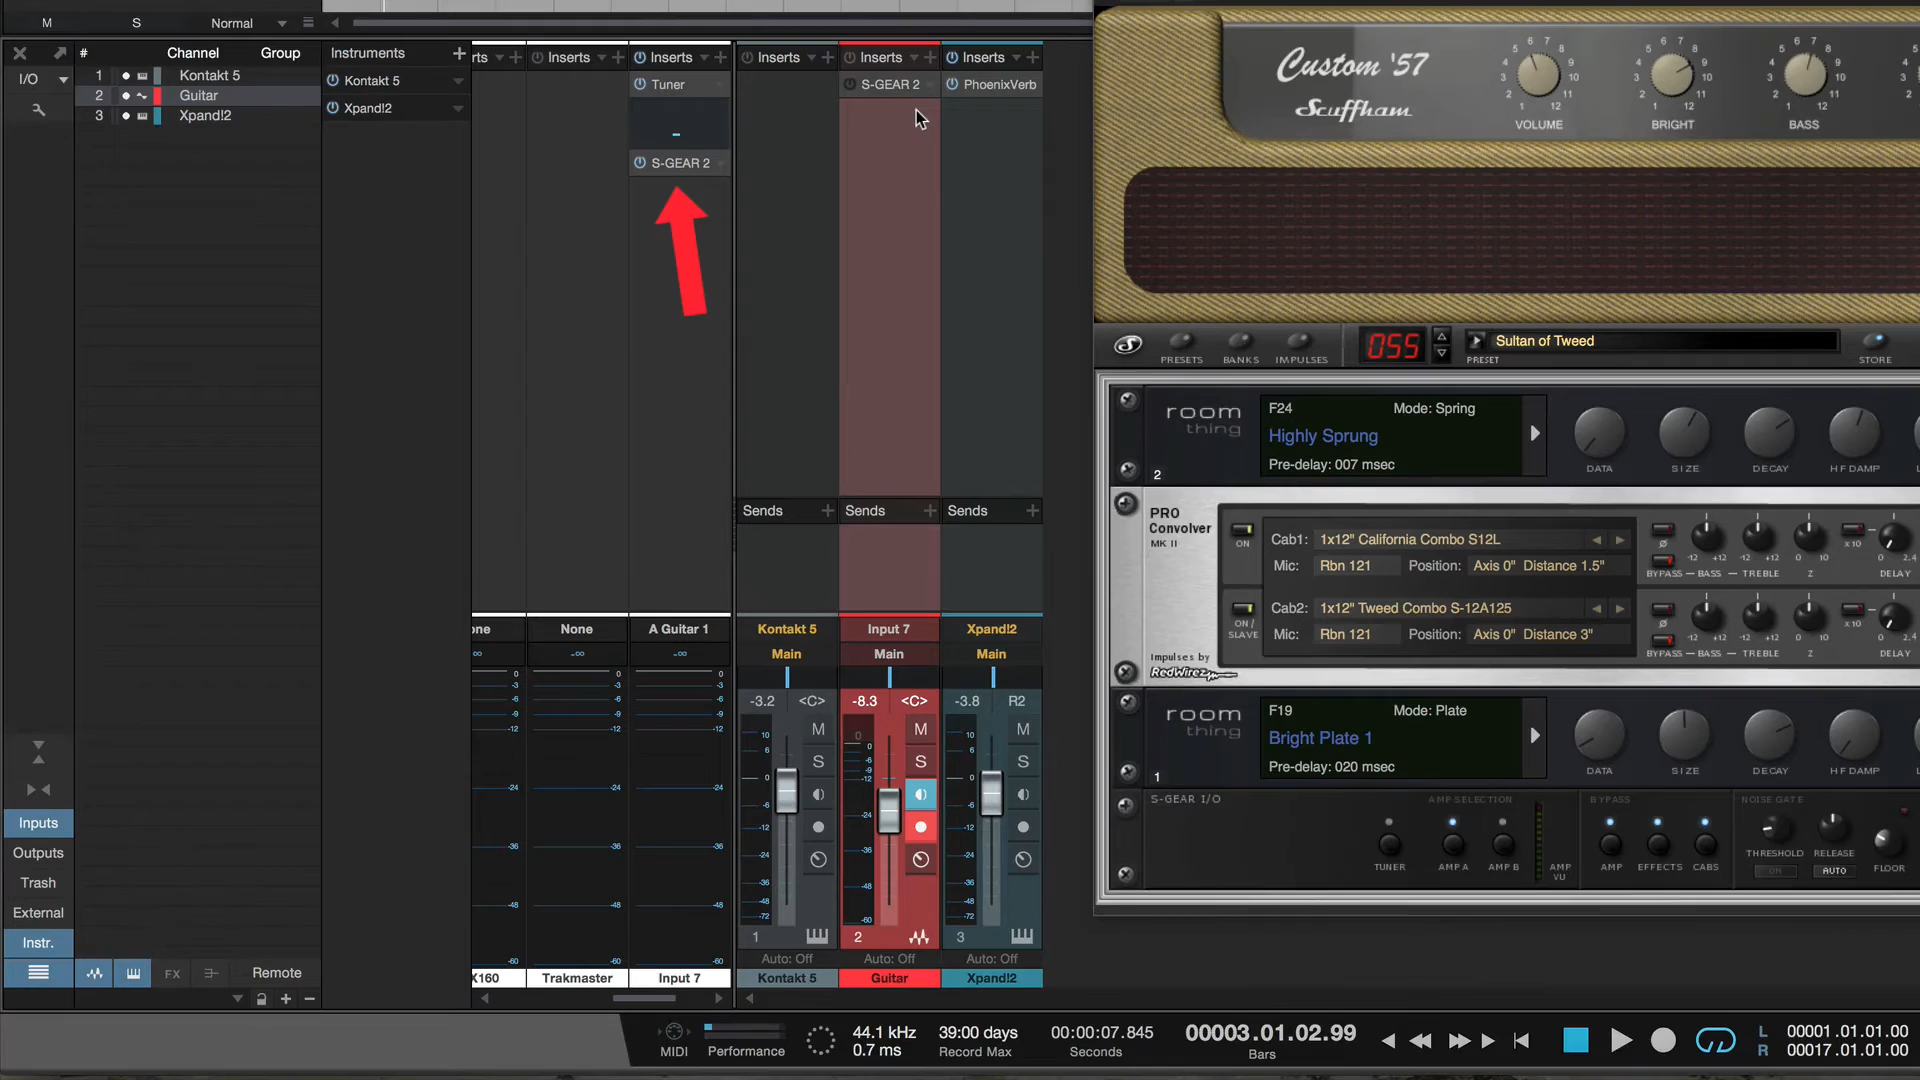 M S Normal
I/O
# Channel Group
1 Kontakt 5
2 Guitar
3 Xpand!2
Instruments
Kontakt 5
Xpand!2
Inserts Inserts Inserts Inserts Inserts
Tuner
S-GEAR 2
S-GEAR 2
PhoenixVerb
Sends Sends Sends
None A Guitar 1 Kontakt 5 Input 7 Xpand!2
-∞ -∞ -∞ Main Main Main
-3.2 <C> -8.3 <C> -3.8 R2
M M M
S S S
1 2 3
Auto: Off Auto: Off Auto: Off
Trakmaster Input 7 Kontakt 5 Guitar Xpand!2
Inputs
Outputs
Trash
External
Instr.
FX Remote
MIDI Performance
44.1 kHz
0.7 ms
39:00 days
Record Max
00:00:07.845
Seconds
00003.01.02.99
Bars
L 00001.01.01.00
R 00017.01.01.00
Custom '57
Scuffham
VOLUME BRIGHT BASS
PRESETS BANKS IMPULSES
055
Sultan of Tweed
PRESET
STORE
room
thing
F24 Mode: Spring
Highly Sprung
Pre-delay: 007 msec
DATA SIZE DECAY HF DAMP
2
PRO
Convolver
MK II
ON
Cab1: 1x12" California Combo S12L
Mic: Rbn 121 Position: Axis 0" Distance 1.5"
BYPASS BASS TREBLE Z DELAY
ON /
SLAVE
Cab2: 1x12" Tweed Combo S-12A125
Mic: Rbn 121 Position: Axis 0" Distance 3"
BYPASS BASS TREBLE Z DELAY
Impulses by
RedWirez
room
thing
F19 Mode: Plate
Bright Plate 1
Pre-delay: 020 msec
DATA SIZE DECAY HF DAMP
1
S-GEAR I/O
AMP SELECTION
BYPASS
NOISE GATE
TUNER AMP A AMP B AMP VU
AMP EFFECTS CABS
THRESHOLD RELEASE FLOOR
ON AUTO